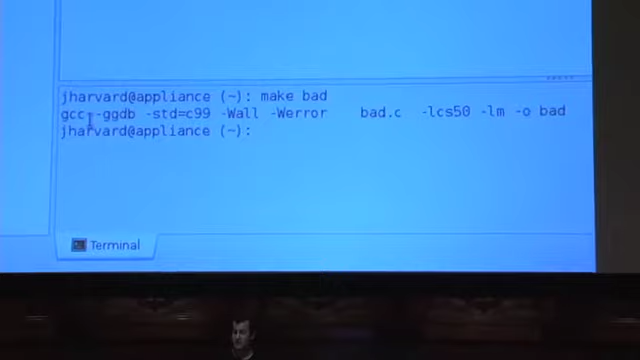 jharvard@appliance (~): make bad
gcc -ggdb -std=c99 -Wall -Werror    bad.c  -lcs50 -lm -o bad
jharvard@appliance (~):
Terminal